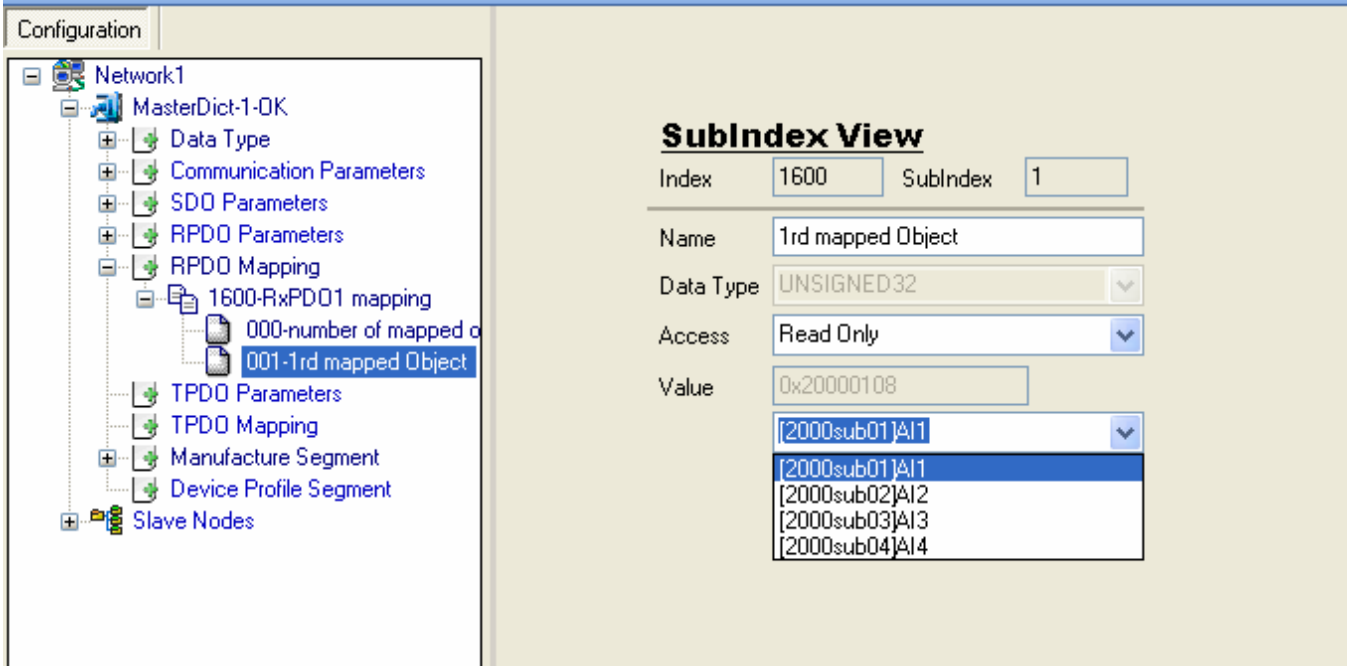 Configuration
Network1
MasterDict-1-OK
Data Type
Communication Parameters
SDO Parameters
RPDO Parameters
RPDO Mapping
1600-RxPDO1 mapping
000-number of mapped o
001-1rd mapped Object
TPDO Parameters
TPDO Mapping
Manufacture Segment
Device Profile Segment
Slave Nodes
SubIndex View
Index 1600 SubIndex 1
Name 1rd mapped Object
Data Type UNSIGNED32
Access Read Only
Value 0x20000108
[2000sub01]AI1
[2000sub01]AI1
[2000sub02]AI2
[2000sub03]AI3
[2000sub04]AI4